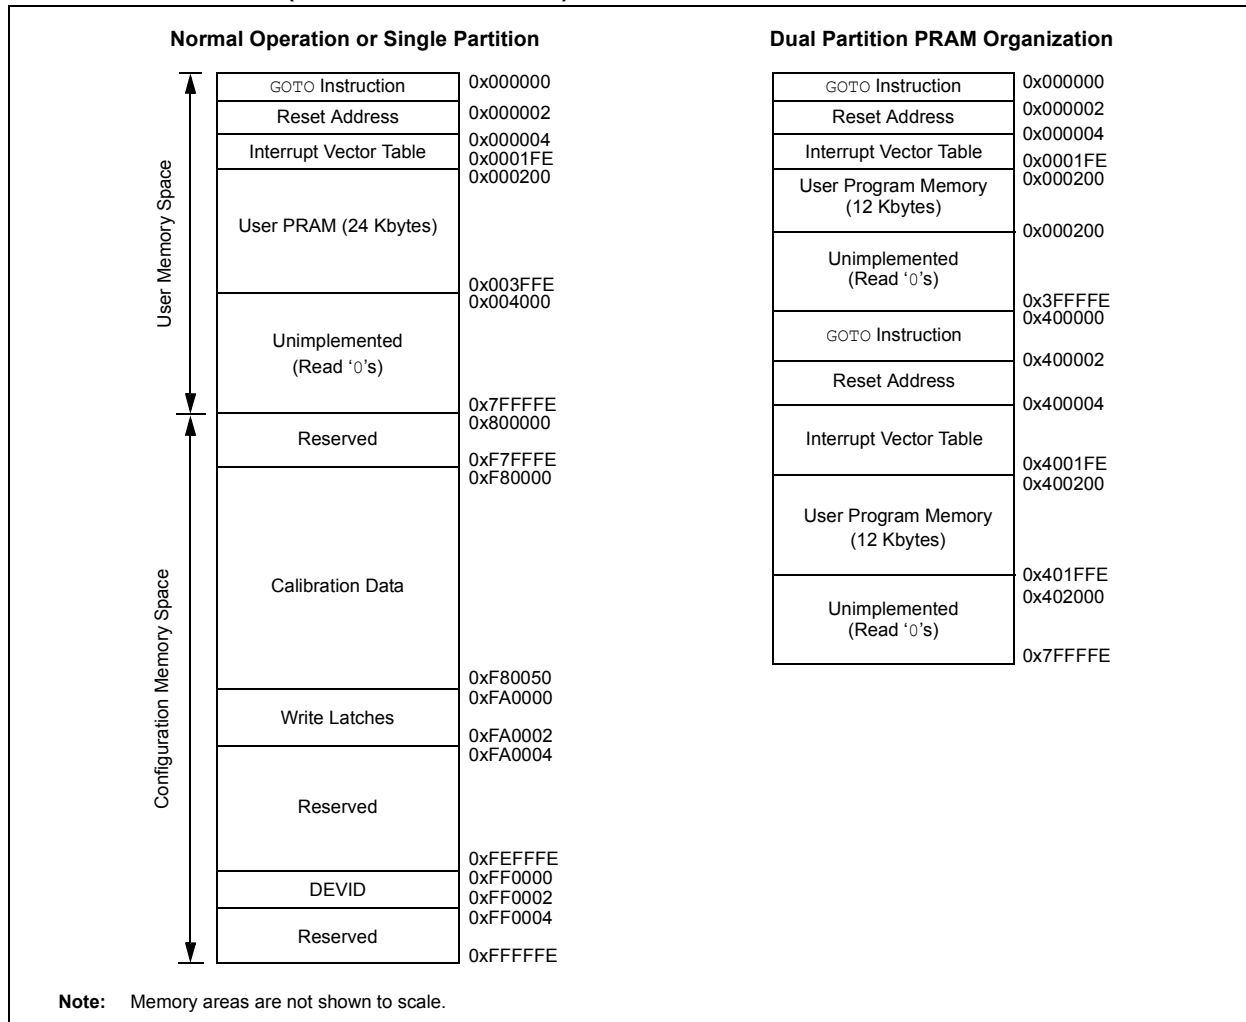 Normal Operation or Single Partition
GOTO Instruction
0x000000
Reset Address
0x000002
Interrupt Vector Table
0x000004
0x0001FE
User PRAM (24 Kbytes)
0x000200
0x003FFE
Unimplemented
(Read ‘0’s)
0x004000
0x7FFFFE
Reserved
0x800000
0xF7FFFE
Calibration Data
0xF80000
0xF80050
Write Latches
0xFA0000
0xFA0002
Reserved
0xFA0004
0xFEFFFE
DEVID
0xFF0000
0xFF0002
Reserved
0xFF0004
0xFFFFFE
User Memory Space
Configuration Memory Space
Dual Partition PRAM Organization
GOTO Instruction
0x000000
Reset Address
0x000002
Interrupt Vector Table
0x000004
0x0001FE
User Program Memory
(12 Kbytes)
0x000200
0x000200
Unimplemented
(Read ‘0’s)
0x3FFFFE
GOTO Instruction
0x400000
Reset Address
0x400002
Interrupt Vector Table
0x400004
0x4001FE
User Program Memory
(12 Kbytes)
0x400200
0x401FFE
Unimplemented
(Read ‘0’s)
0x402000
0x7FFFFE
Note: Memory areas are not shown to scale.